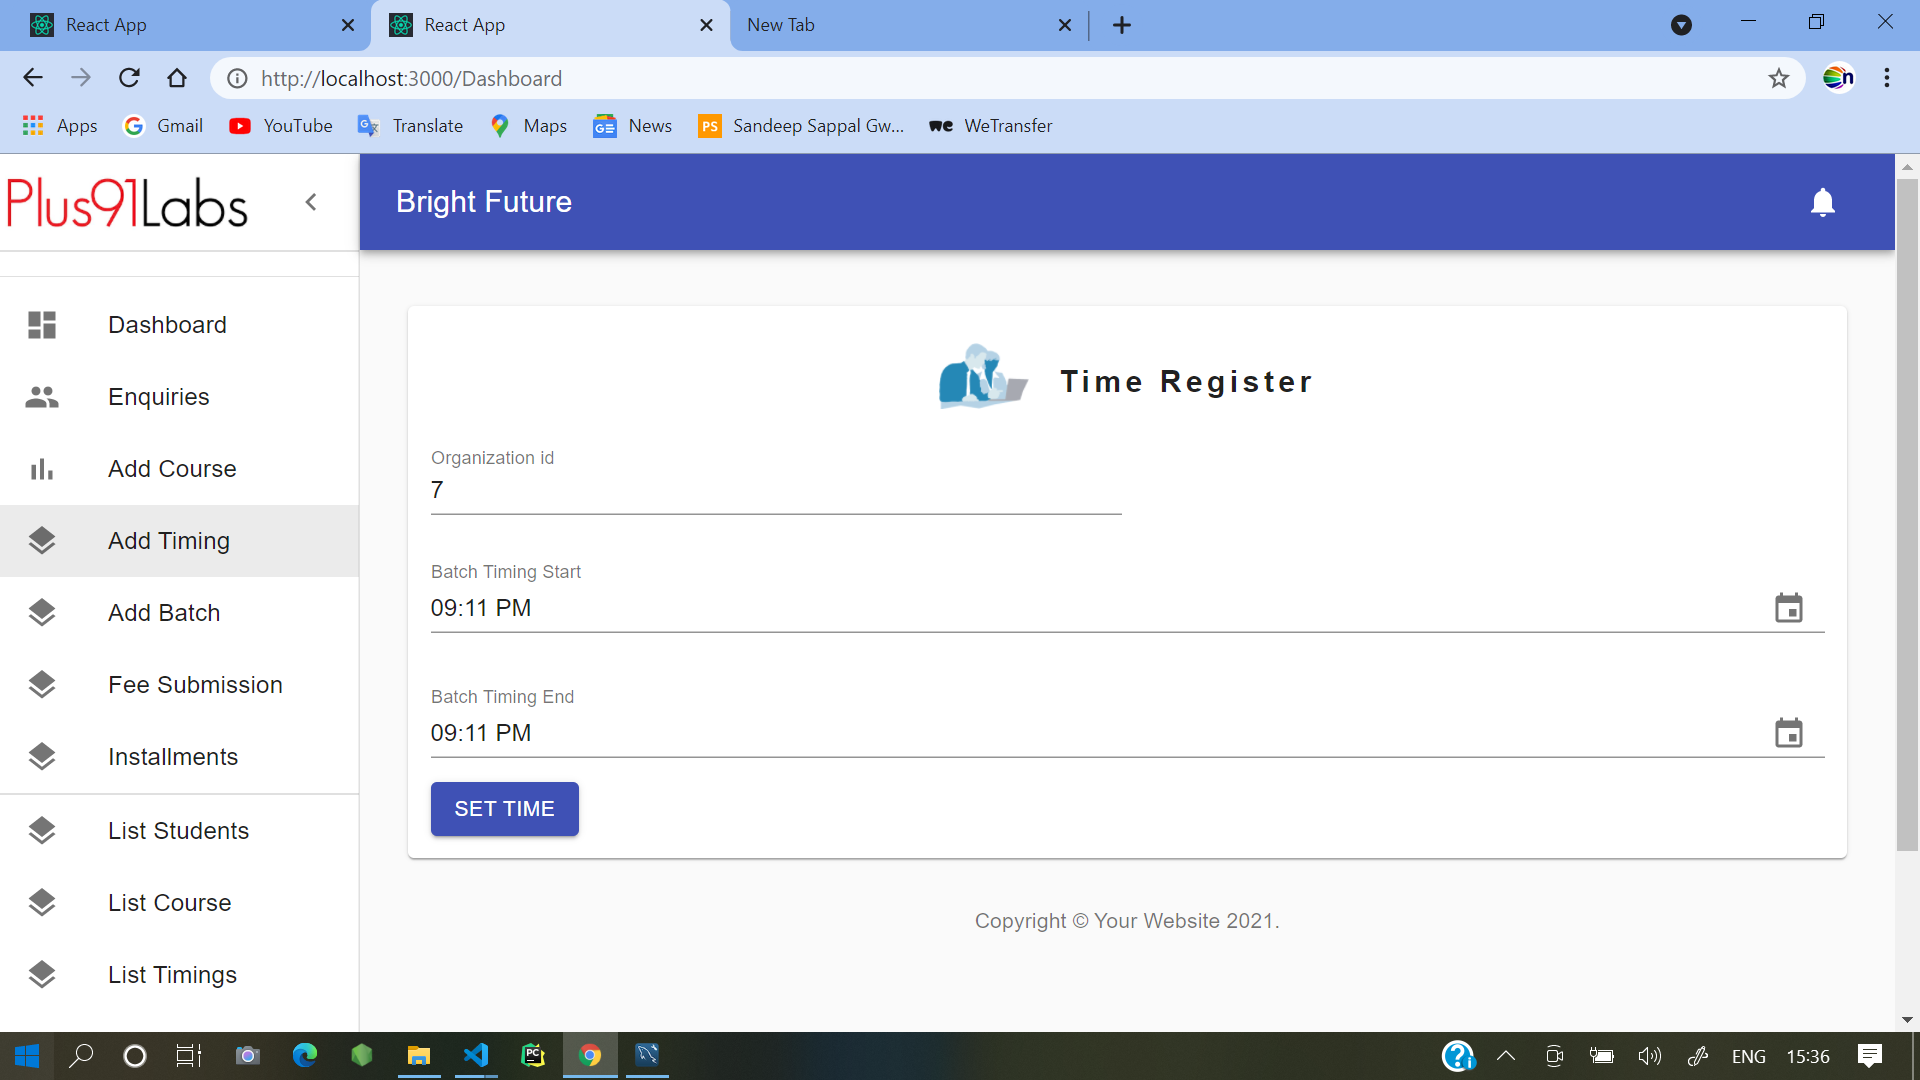 React App
React App
New Tab
http://localhost:3000/Dashboard
Apps
Gmail
YouTube
Translate
Maps
News
PS
Sandeep Sappal Gw...
WeTransfer
Plus91Labs
Bright Future
Dashboard
Enquiries
Add Course
Add Timing
Add Batch
Fee Submission
Installments
List Students
List Course
List Timings
Time Register
Organization id
7
Batch Timing Start
09:11 PM
Batch Timing End
09:11 PM
SET TIME
Copyright © Your Website 2021.
ENG
15:36